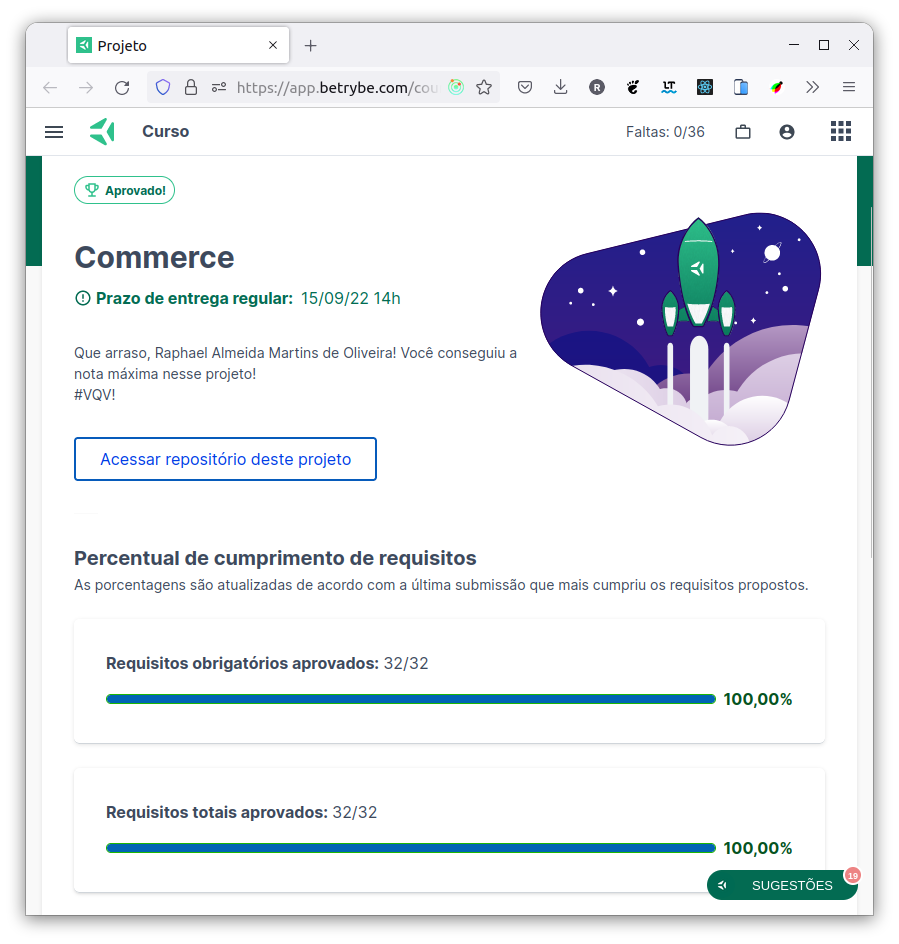 Projeto
https://app.betrybe.com/cou
R
LT
Curso
Faltas: 0/36
Aprovado!
Commerce
Prazo de entrega regular: 15/09/22 14h
Que arraso, Raphael Almeida Martins de Oliveira! Você conseguiu a
nota máxima nesse projeto!
#VQV!
Acessar repositório deste projeto
Percentual de cumprimento de requisitos
As porcentagens são atualizadas de acordo com a última submissão que mais cumpriu os requisitos propostos.
Requisitos obrigatórios aprovados: 32/32
100,00%
Requisitos totais aprovados: 32/32
100,00%
SUGESTÕES
19